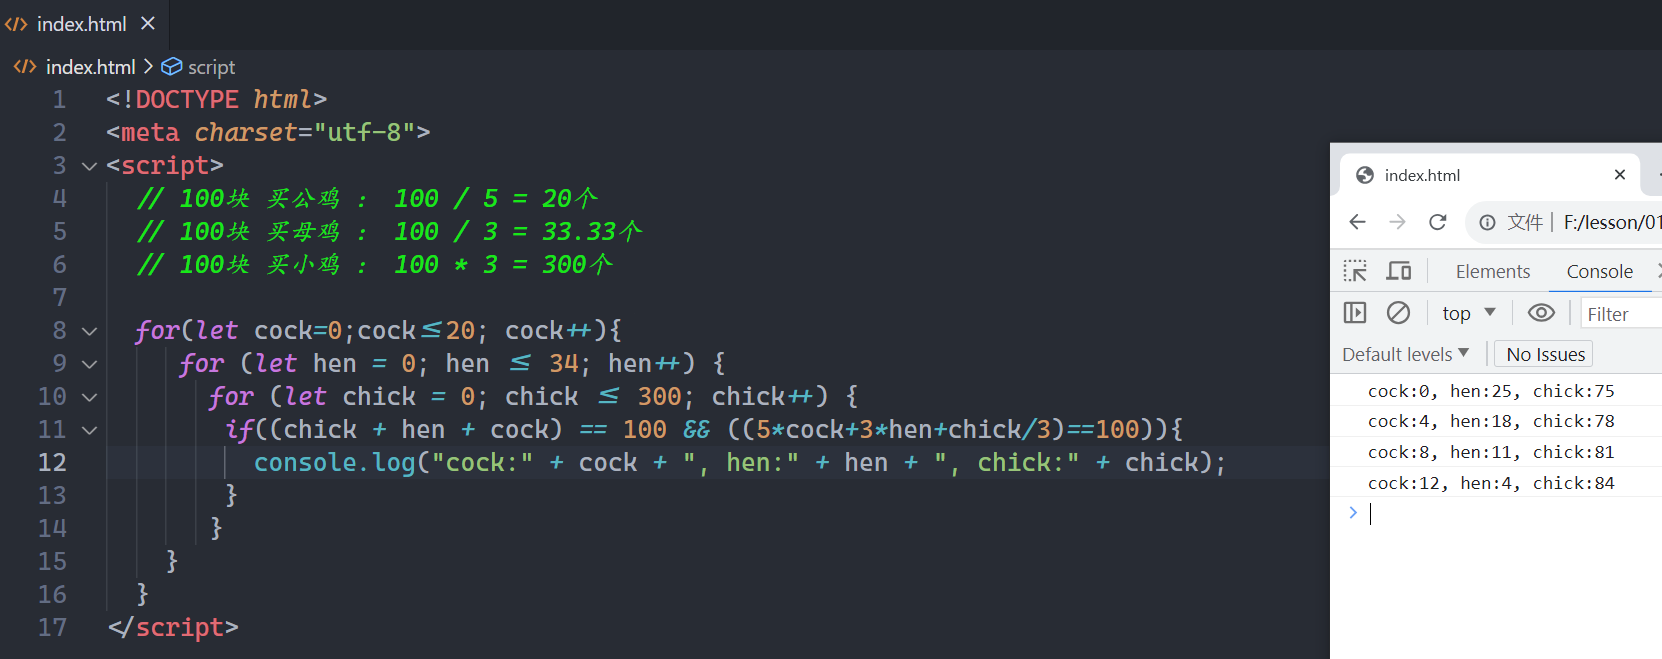 index.html
index.html > script
1 <!DOCTYPE html>
2 <meta charset="utf-8">
3 <script>
4 // 100块 买公鸡 : 100 / 5 = 20个
5 // 100块 买母鸡 : 100 / 3 = 33.33个
6 // 100块 买小鸡 : 100 * 3 = 300个
7
8 for(let cock=0;cock≤20; cock++){
9 for (let hen = 0; hen ≤ 34; hen++) {
10 for (let chick = 0; chick ≤ 300; chick++) {
11 if((chick + hen + cock) == 100 && ((5*cock+3*hen+chick/3)==100)){
12 console.log("cock:" + cock + ", hen:" + hen + ", chick:" + chick);
13 }
14 }
15 }
16 }
17 </script>
index.html
文件 | F:/lesson/01
Elements Console
top Filter
Default levels No Issues
cock:0, hen:25, chick:75
cock:4, hen:18, chick:78
cock:8, hen:11, chick:81
cock:12, hen:4, chick:84
>